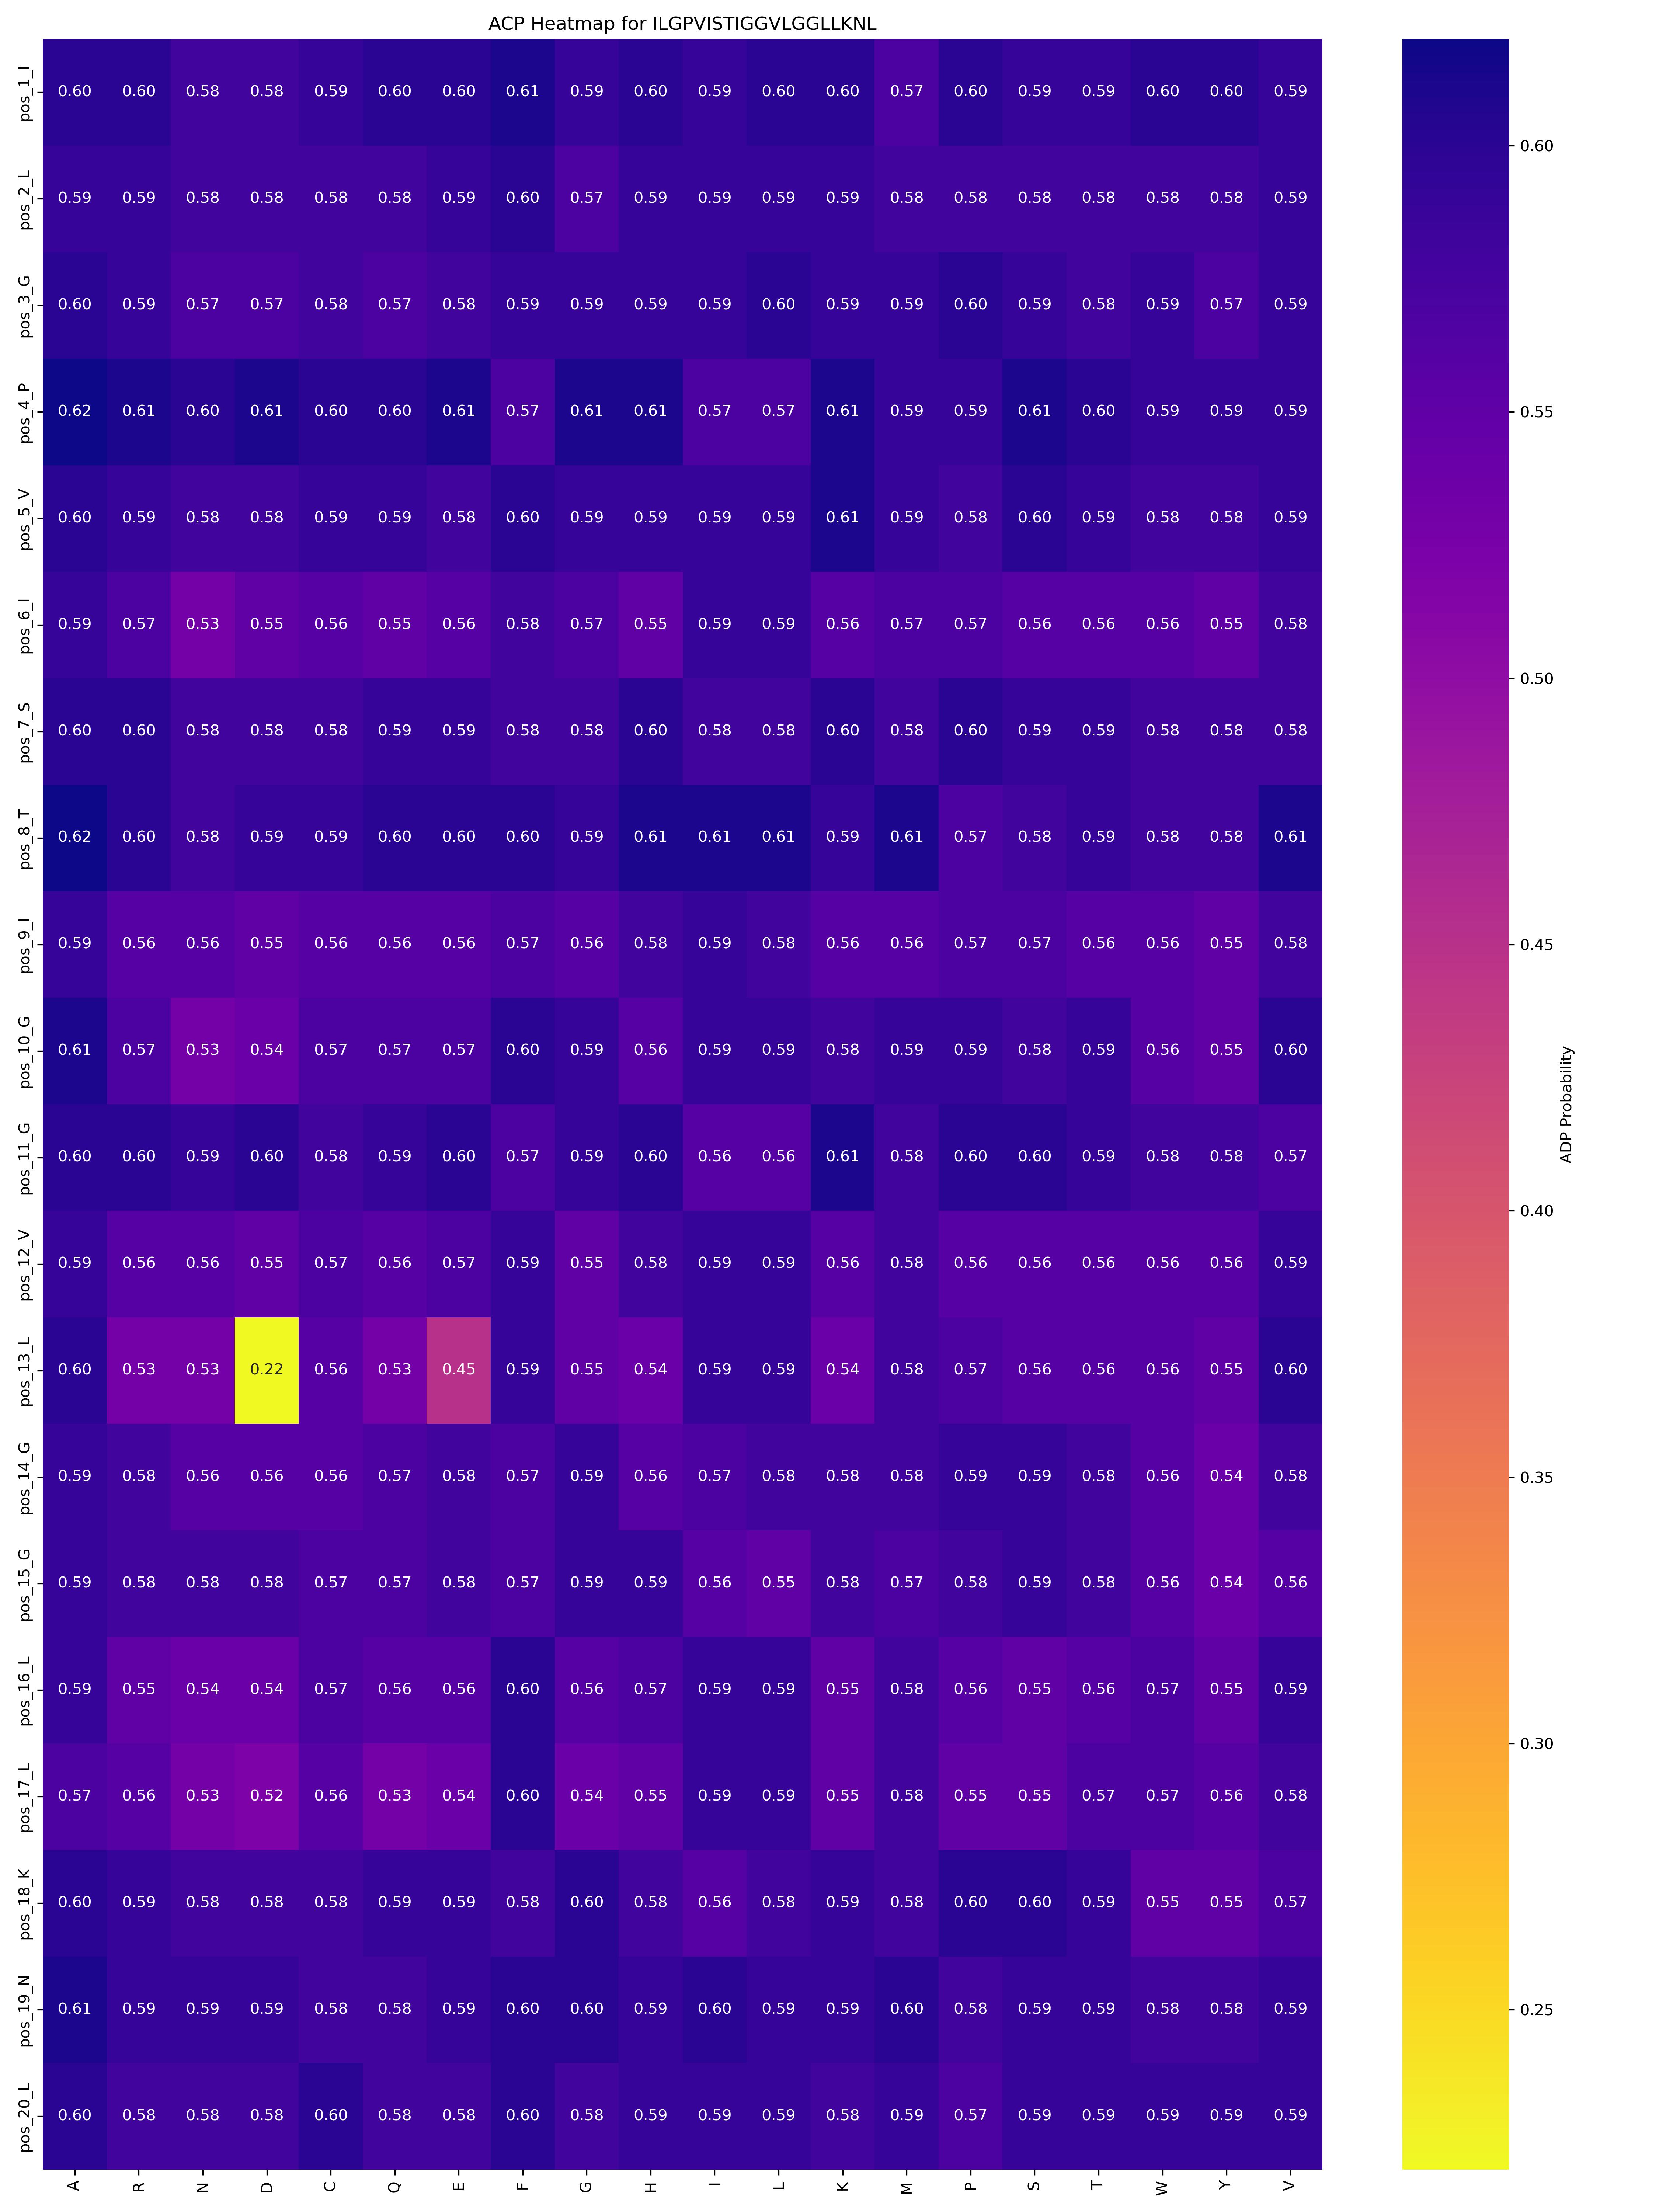 ACP Heatmap for ILGPVISTIGGVLGGLLKNL
pos_1_I 0.60 0.60 0.58 0.58 0.59 0.60 0.60 0.61 0.59 0.60 0.59 0.60 0.60 0.57 0.60 0.59 0.59 0.60 0.60 0.59
pos_2_L 0.59 0.59 0.58 0.58 0.58 0.58 0.59 0.60 0.57 0.59 0.59 0.59 0.59 0.58 0.58 0.58 0.58 0.58 0.58 0.59
pos_3_G 0.60 0.59 0.57 0.57 0.58 0.57 0.58 0.59 0.59 0.59 0.59 0.60 0.59 0.59 0.60 0.59 0.58 0.59 0.57 0.59
pos_4_P 0.62 0.61 0.60 0.61 0.60 0.60 0.61 0.57 0.61 0.61 0.57 0.57 0.61 0.59 0.59 0.61 0.60 0.59 0.59 0.59
pos_5_V 0.60 0.59 0.58 0.58 0.59 0.59 0.58 0.60 0.59 0.59 0.59 0.59 0.61 0.59 0.58 0.60 0.59 0.58 0.58 0.59
pos_6_I 0.59 0.57 0.53 0.55 0.56 0.55 0.56 0.58 0.57 0.55 0.59 0.59 0.56 0.57 0.57 0.56 0.56 0.56 0.55 0.58
pos_7_S 0.60 0.60 0.58 0.58 0.58 0.59 0.59 0.58 0.58 0.60 0.58 0.58 0.60 0.58 0.60 0.59 0.59 0.58 0.58 0.58
pos_8_T 0.62 0.60 0.58 0.59 0.59 0.60 0.60 0.60 0.59 0.61 0.61 0.61 0.59 0.61 0.57 0.58 0.59 0.58 0.58 0.61
pos_9_I 0.59 0.56 0.56 0.55 0.56 0.56 0.56 0.57 0.56 0.58 0.59 0.58 0.56 0.56 0.57 0.57 0.56 0.56 0.55 0.58
pos_10_G 0.61 0.57 0.53 0.54 0.57 0.57 0.57 0.60 0.59 0.56 0.59 0.59 0.58 0.59 0.59 0.58 0.59 0.56 0.55 0.60
pos_11_G 0.60 0.60 0.59 0.60 0.58 0.59 0.60 0.57 0.59 0.60 0.56 0.56 0.61 0.58 0.60 0.60 0.59 0.58 0.58 0.57
pos_12_V 0.59 0.56 0.56 0.55 0.57 0.56 0.57 0.59 0.55 0.58 0.59 0.59 0.56 0.58 0.56 0.56 0.56 0.56 0.56 0.59
pos_13_L 0.60 0.53 0.53 0.22 0.56 0.53 0.45 0.59 0.55 0.54 0.59 0.59 0.54 0.58 0.57 0.56 0.56 0.56 0.55 0.60
pos_14_G 0.59 0.58 0.56 0.56 0.56 0.57 0.58 0.57 0.59 0.56 0.57 0.58 0.58 0.58 0.59 0.59 0.58 0.56 0.54 0.58
pos_15_G 0.59 0.58 0.58 0.58 0.57 0.57 0.58 0.57 0.59 0.59 0.56 0.55 0.58 0.57 0.58 0.59 0.58 0.56 0.54 0.56
pos_16_L 0.59 0.55 0.54 0.54 0.57 0.56 0.56 0.60 0.56 0.57 0.59 0.59 0.55 0.58 0.56 0.55 0.56 0.57 0.55 0.59
pos_17_L 0.57 0.56 0.53 0.52 0.56 0.53 0.54 0.60 0.54 0.55 0.59 0.59 0.55 0.58 0.55 0.55 0.57 0.57 0.56 0.58
pos_18_K 0.60 0.59 0.58 0.58 0.58 0.59 0.59 0.58 0.60 0.58 0.56 0.58 0.59 0.58 0.60 0.60 0.59 0.55 0.55 0.57
pos_19_N 0.61 0.59 0.59 0.59 0.58 0.58 0.59 0.60 0.60 0.59 0.60 0.59 0.59 0.60 0.58 0.59 0.59 0.58 0.58 0.59
pos_20_L 0.60 0.58 0.58 0.58 0.60 0.58 0.58 0.60 0.58 0.59 0.59 0.59 0.58 0.59 0.57 0.59 0.59 0.59 0.59 0.59
A R N D C Q E F G H I L K M P S T W Y V
0.60
0.55
0.50
0.45
0.40
0.35
0.30
0.25
ADP Probability